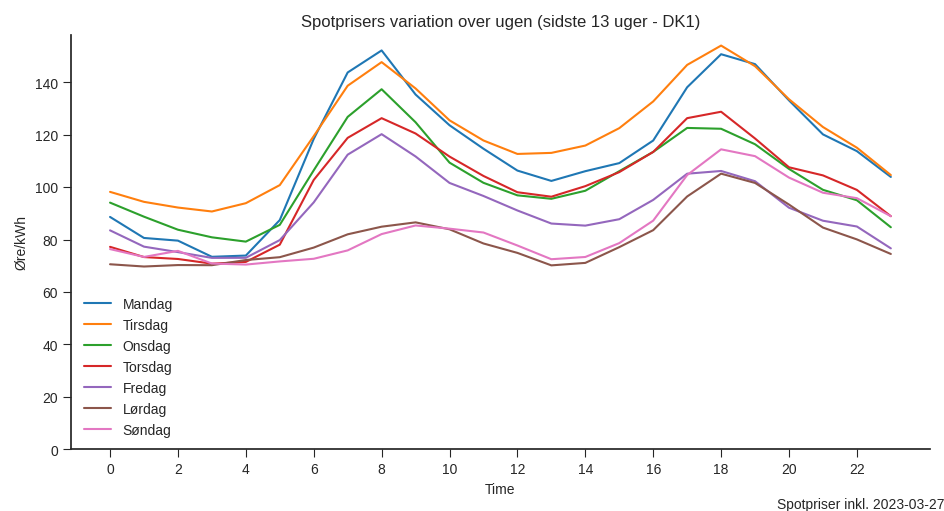 Spotprisers variation over ugen (sidste 13 uger - DK1)
Øre/kWh
140
120
100
80
60
40
20
0
Mandag
Tirsdag
Onsdag
Torsdag
Fredag
Lørdag
Søndag
0 2 4 6 8 10 12 14 16 18 20 22
Time
Spotpriser inkl. 2023-03-27